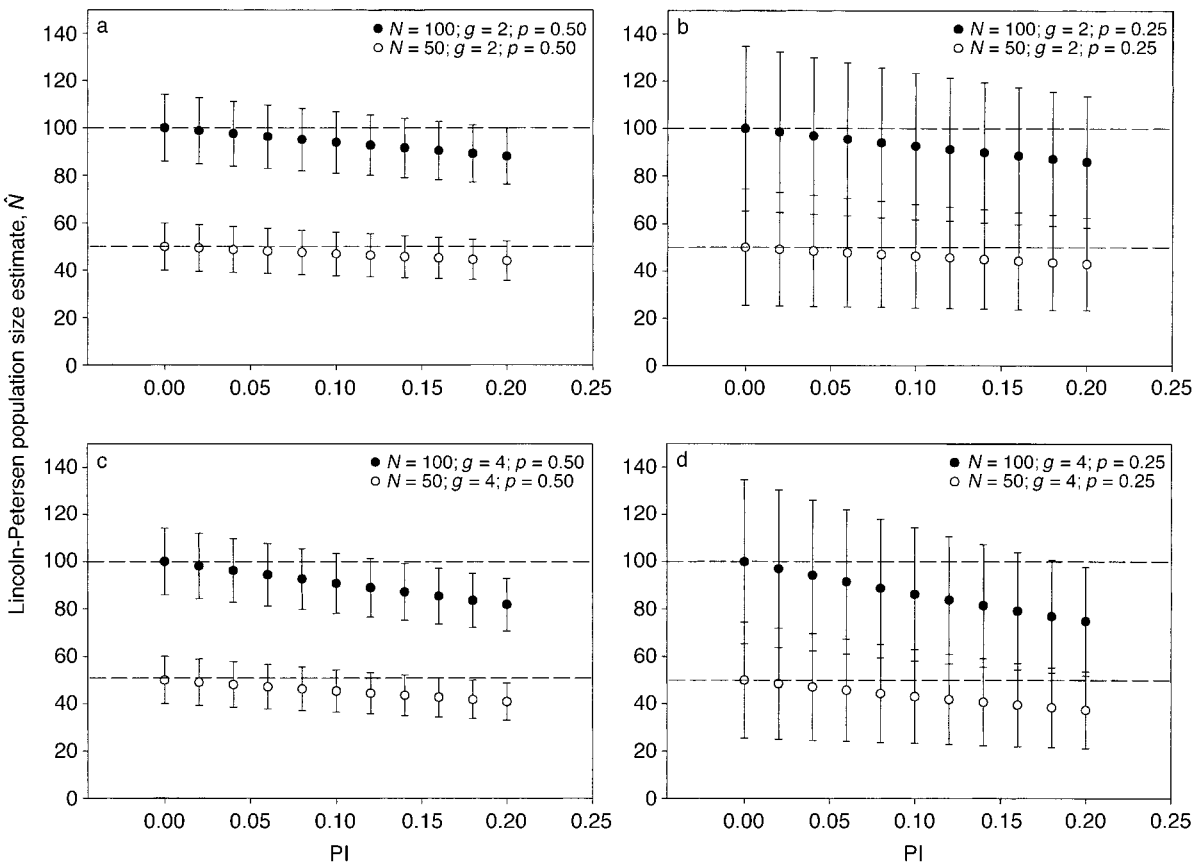 Lincoln-Petersen population size estimate, N̂
a
N = 100; g = 2; p = 0.50
N = 50; g = 2; p = 0.50
140
120
100
80
60
40
20
0
0.00 0.05 0.10 0.15 0.20 0.25
b
N = 100; g = 2; p = 0.25
N = 50; g = 2; p = 0.25
140
120
100
80
60
40
20
0
0.00 0.05 0.10 0.15 0.20 0.25
c
N = 100; g = 4; p = 0.50
N = 50; g = 4; p = 0.50
140
120
100
80
60
40
20
0
0.00 0.05 0.10 0.15 0.20 0.25
PI
d
N = 100; g = 4; p = 0.25
N = 50; g = 4; p = 0.25
140
120
100
80
60
40
20
0
0.00 0.05 0.10 0.15 0.20 0.25
PI